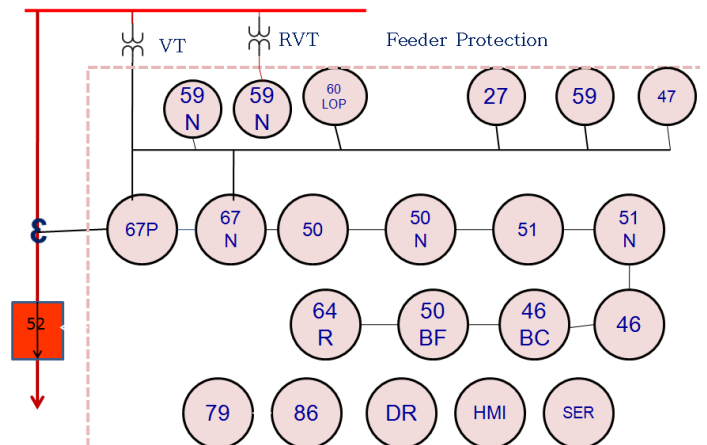 VT
RVT
Feeder Protection
59
N
59
N
60
LOP
27
59
47
67P
67
N
50
50
N
51
51
N
52
64
R
50
BF
46
BC
46
79
86
DR
HMI
SER